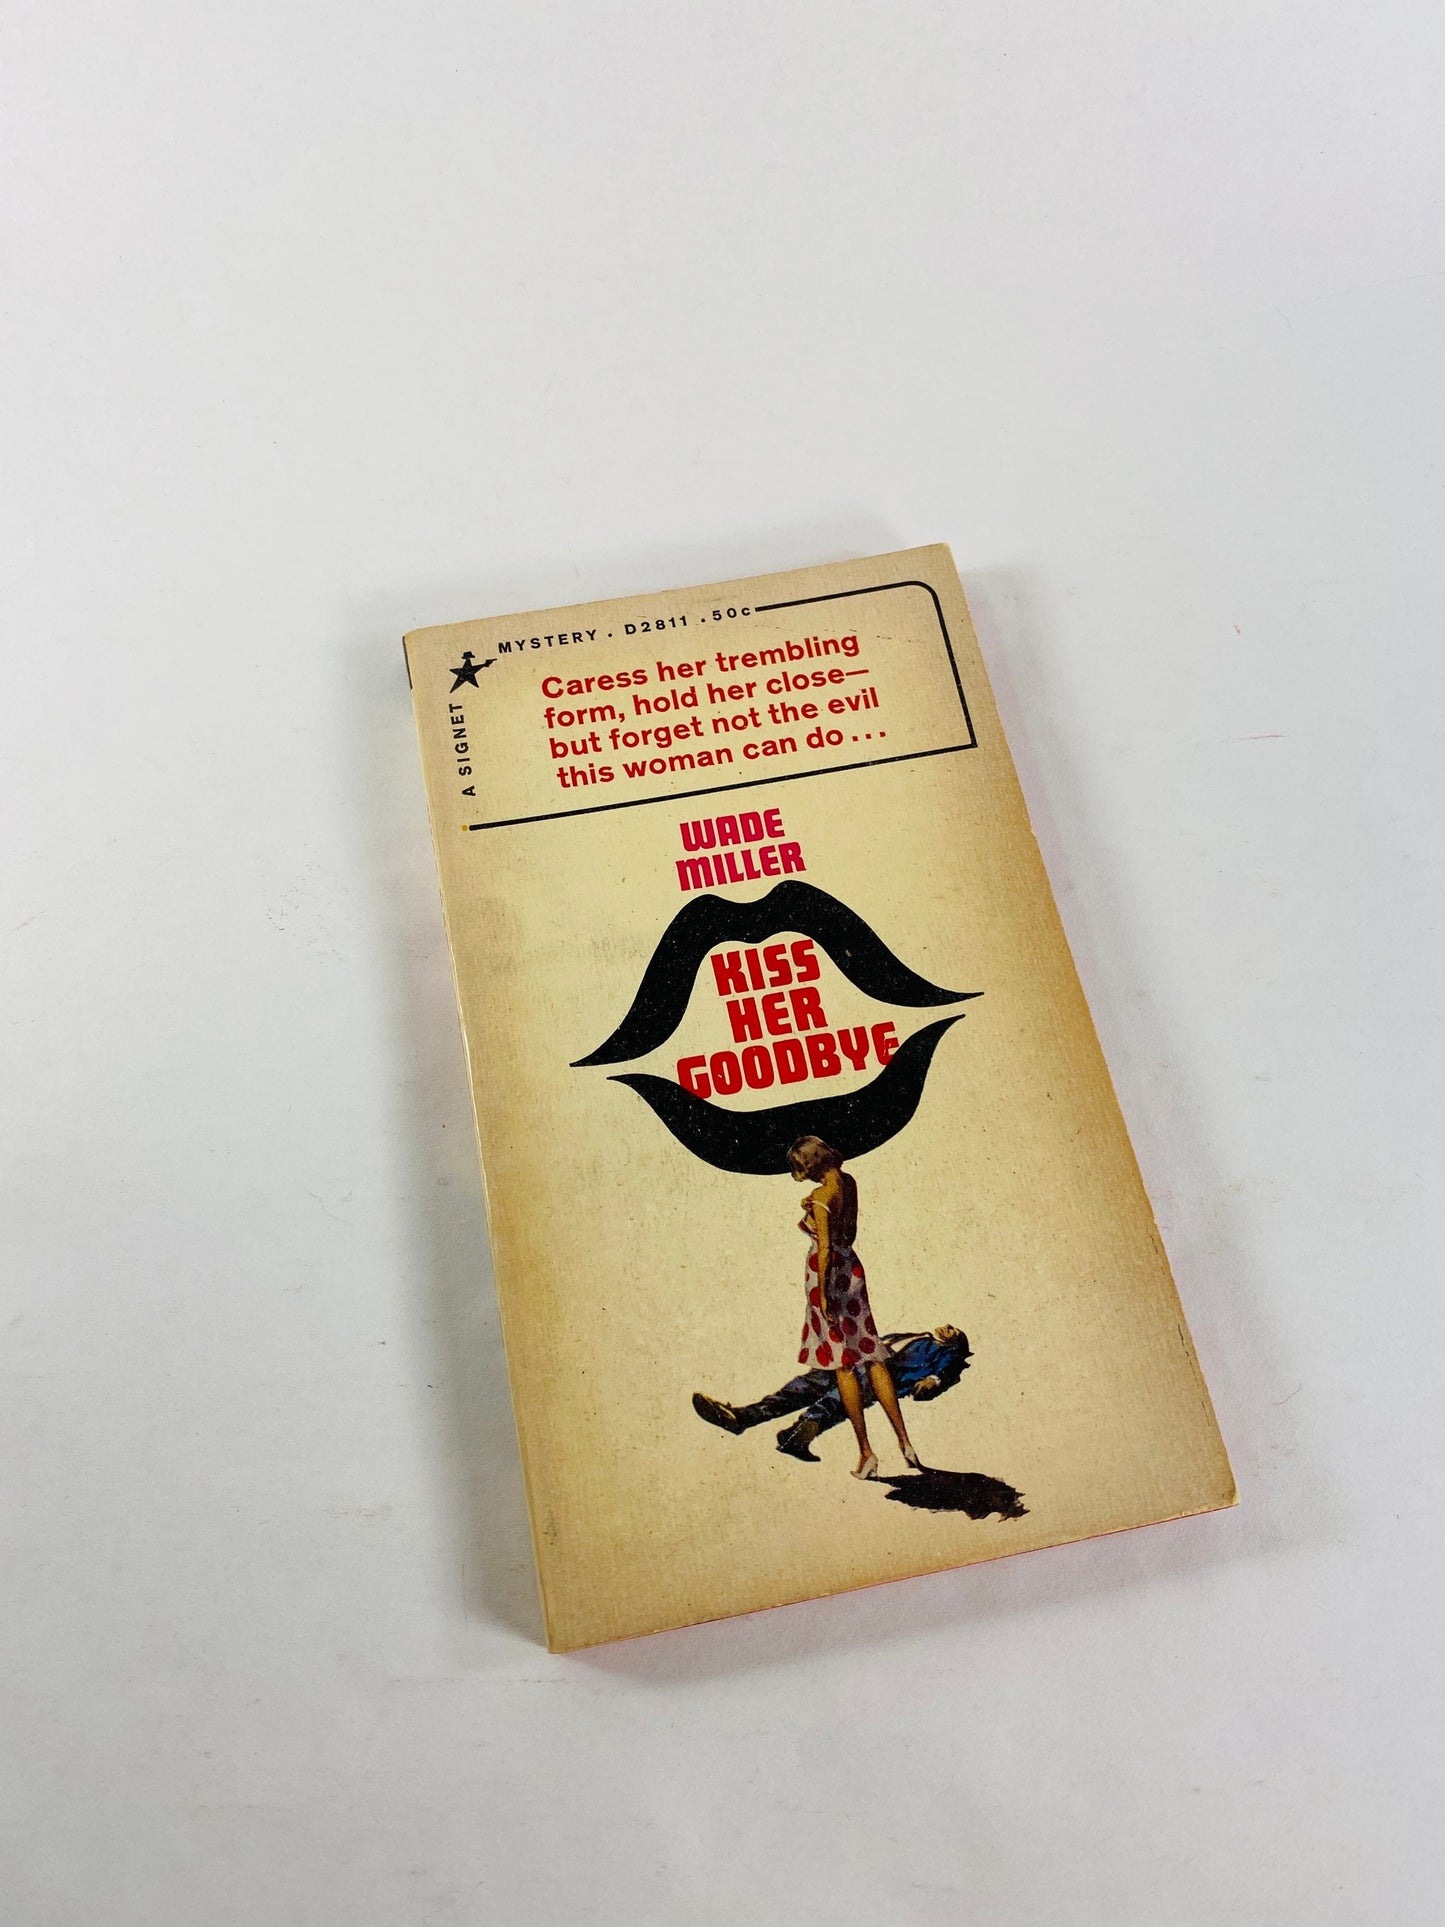 A SIGNET
MYSTERY . D2811 . 50c
Caress her trembling
form, hold her close—
but forget not the evil
this woman can do...
WADE
MILLER
KISS
HER
GOODBYE